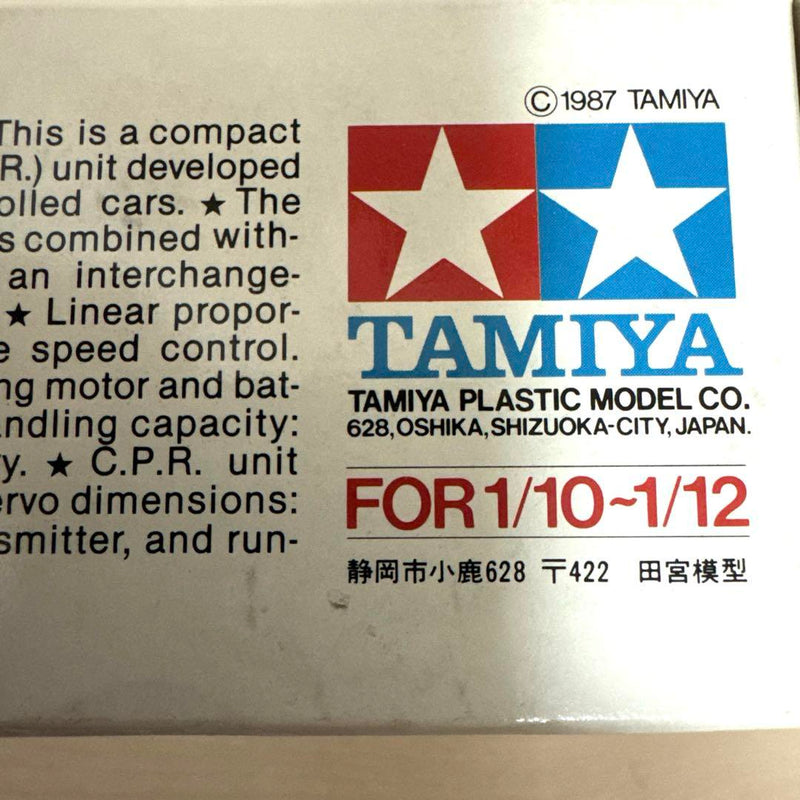 This is a compact
R.) unit developed
olled cars. ★ The
s combined with-
an interchange-
★ Linear propor-
e speed control.
ng motor and bat-
ndling capacity:
y. ★ C.P.R. unit
ervo dimensions:
smitter, and run-
©1987 TAMIYA
TAMIYA
TAMIYA PLASTIC MODEL CO.
628, OSHIKA, SHIZUOKA-CITY, JAPAN.
FOR 1/10~1/12
静岡市小鹿628 〒422 田宮模型